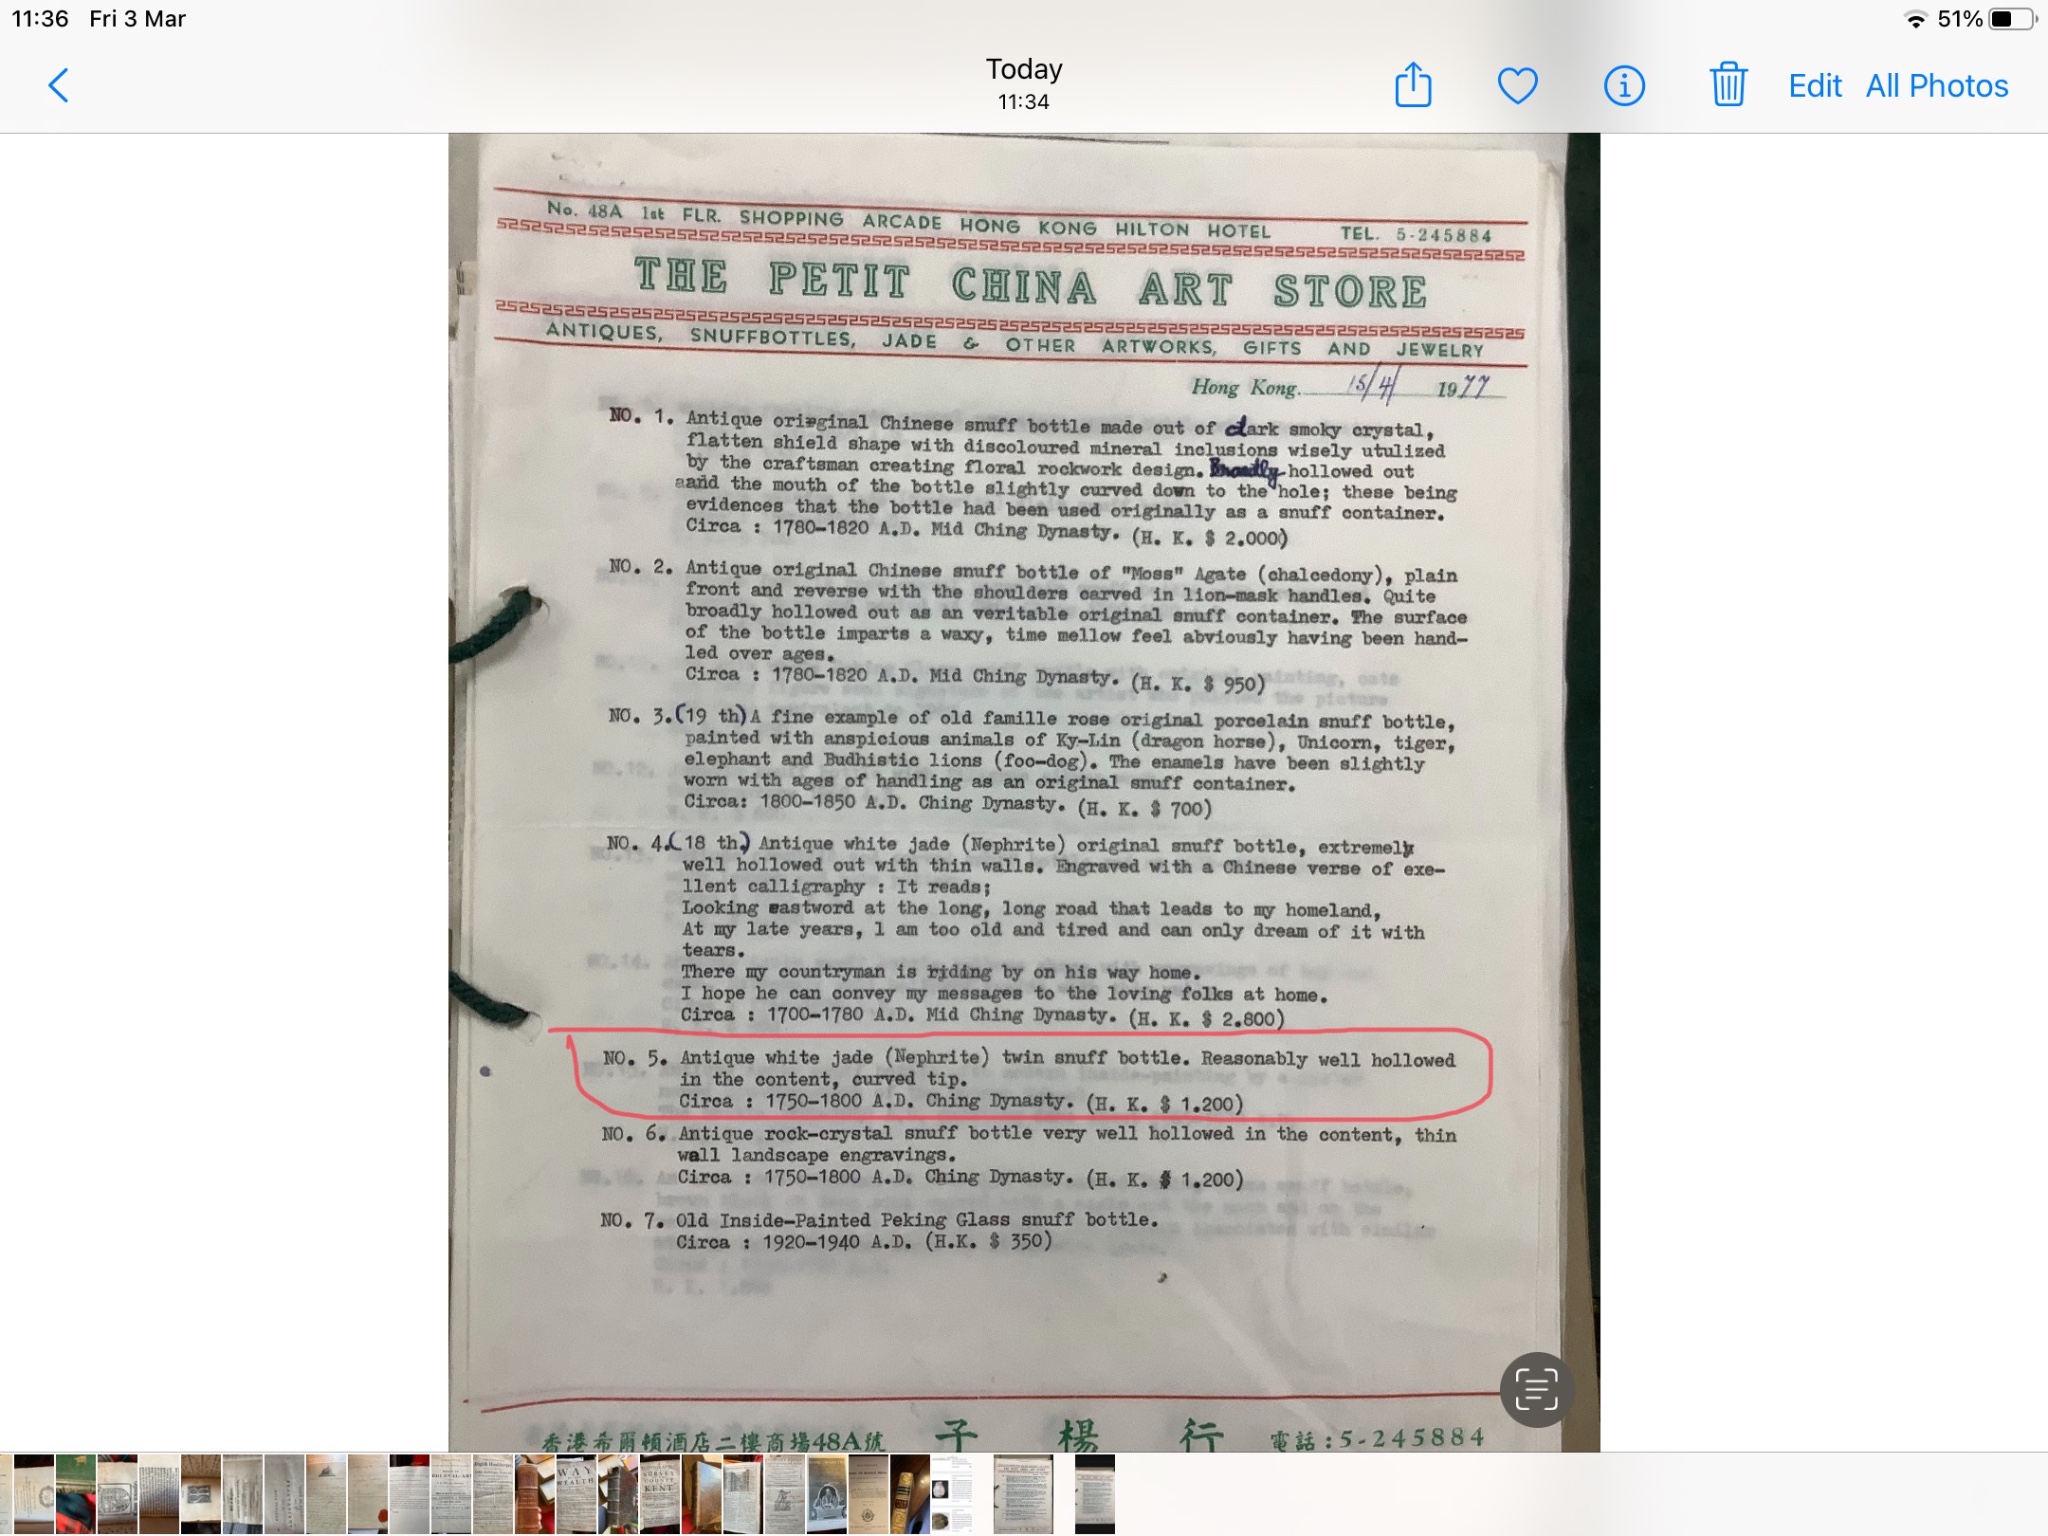 11:36 Fri 3 Mar
51%
Today
11:34
Edit All Photos
No. 48A 1st FLR. SHOPPING ARCADE HONG KONG HILTON HOTEL TEL. 5-245884
THE PETIT CHINA ART STORE
ANTIQUES, SNUFFBOTTLES, JADE & OTHER ARTWORKS, GIFTS AND JEWELRY
Hong Kong. 15/4/ 1977
NO. 1. Antique original Chinese snuff bottle made out of dark smoky crystal,
flatten shield shape with discoloured mineral inclusions wisely utulized
by the craftsman creating floral rockwork design. Broadly hollowed out
aand the mouth of the bottle slightly curved down to the hole; these being
evidences that the bottle had been used originally as a snuff container.
Circa : 1780-1820 A.D. Mid Ching Dynasty. (H. K. $ 2.000)
NO. 2. Antique original Chinese snuff bottle of "Moss" Agate (chalcedony), plain
front and reverse with the shoulders carved in lion-mask handles. Quite
broadly hollowed out as an veritable original snuff container. The surface
of the bottle imparts a waxy, time mellow feel abviously having been hand-
led over ages.
Circa : 1780-1820 A.D. Mid Ching Dynasty. (H. K. $ 950)
NO. 3.(19 th) A fine example of old famille rose original porcelain snuff bottle,
painted with anspicious animals of Ky-Lin (dragon horse), Unicorn, tiger,
elephant and Budhistic lions (foo-dog). The enamels have been slightly
worn with ages of handling as an original snuff container.
Circa: 1800-1850 A.D. Ching Dynasty. (H. K. $ 700)
NO. 4.(18 th) Antique white jade (Nephrite) original snuff bottle, extremely
well hollowed out with thin walls. Engraved with a Chinese verse of exe-
llent calligraphy : It reads;
Looking eastword at the long, long road that leads to my homeland,
At my late years, l am too old and tired and can only dream of it with
tears.
There my countryman is riding by on his way home.
I hope he can convey my messages to the loving folks at home.
Circa : 1700-1780 A.D. Mid Ching Dynasty. (H. K. $ 2.800)
NO. 5. Antique white jade (Nephrite) twin snuff bottle. Reasonably well hollowed
in the content, curved tip.
Circa : 1750-1800 A.D. Ching Dynasty. (H. K. $ 1.200)
NO. 6. Antique rock-crystal snuff bottle very well hollowed in the content, thin
wall landscape engravings.
Circa : 1750-1800 A.D. Ching Dynasty. (H. K. $ 1.200)
NO. 7. Old Inside-Painted Peking Glass snuff bottle.
Circa : 1920-1940 A.D. (H.K. $ 350)
香港希爾頓酒店二樓商場48A號 子楊行 電話:5-245884
WAY
WEALTH
KENT